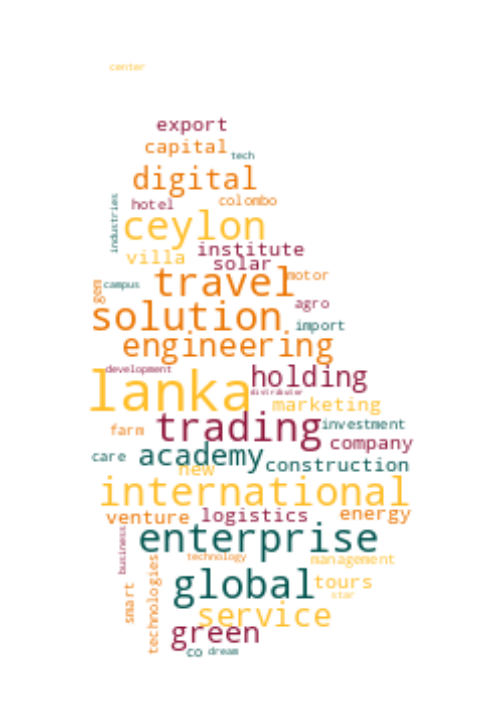 center
export
capital
tech
digital
hotel
colombo
industries
ceylon
institute
villa
solar
travel
motor
gem
campus
agro
solution
import
engineering
development
holding
lanka
distributor
marketing
trading
investment
farm
company
academy
care
construction
new
international
venture
logistics
energy
enterprise
business
technology
management
global
tours
smart
technologies
star
service
green
co
dream